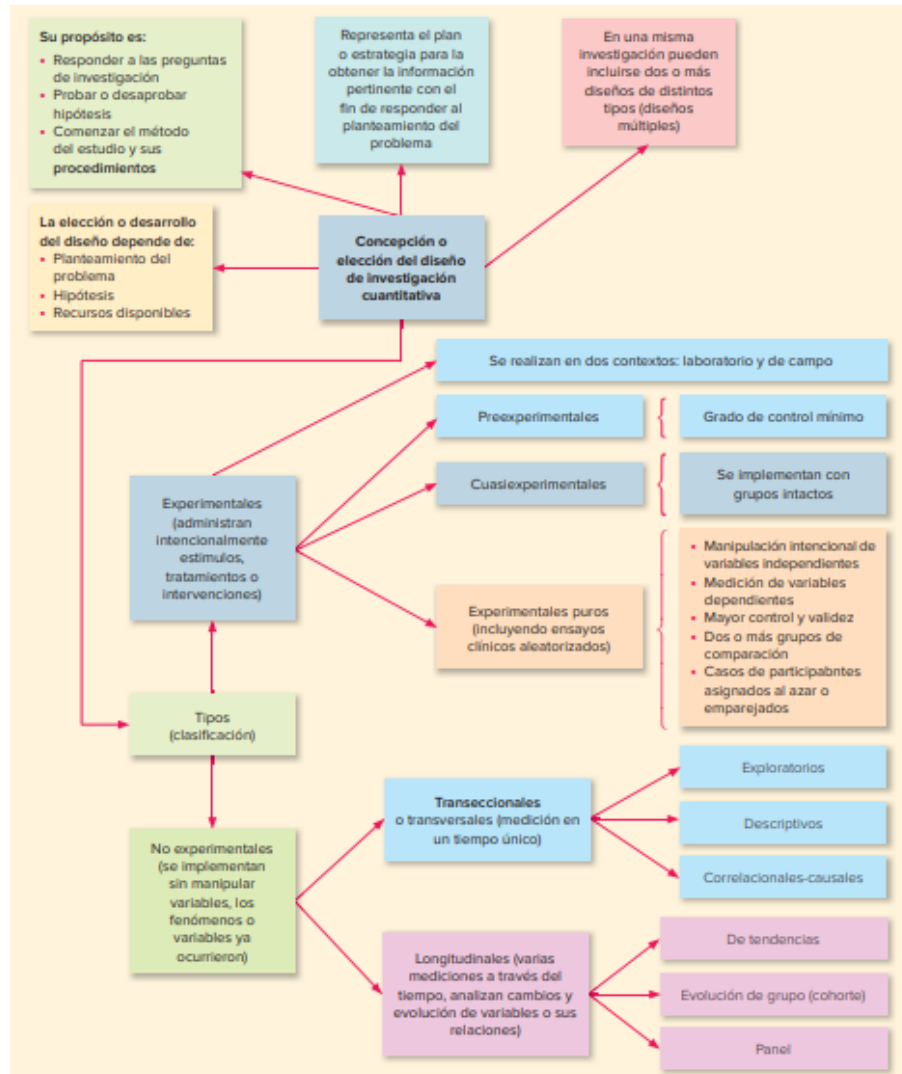 Su propósito es:
• Responder a las preguntas
de investigación
• Probar o desaprobar
hipótesis
• Comenzar el método
del estudio y sus
procedimientos
Representa el plan
o estrategia para la
obtener la información
pertinente con el
fin de responder al
planteamiento del
problema
En una misma
investigación pueden
incluirse dos o más
diseños de distintos
tipos (diseños
múltiples)
La elección o desarrollo
del diseño depende de:
• Planteamiento del
problema
• Hipótesis
• Recursos disponibles
Concepción o
elección del diseño
de investigación
cuantitativa
Se realizan en dos contextos: laboratorio y de campo
Preexperimentales
Grado de control mínimo
Experimentales
(administran
intencionalmente
estímulos,
tratamientos o
intervenciones)
Cuasiexperimentales
Se implementan con
grupos intactos
Experimentales puros
(incluyendo ensayos
clínicos aleatorizados)
• Manipulación intencional de
variables independientes
• Medición de variables
dependientes
• Mayor control y validez
• Dos o más grupos de
comparación
• Casos de participabntes
asignados al azar o
emparejados
Tipos
(clasificación)
No experimentales
(se implementan
sin manipular
variables, los
fenómenos o
variables ya
ocurrieron)
Transeccionales
o transversales (medición en
un tiempo único)
Exploratorios
Descriptivos
Correlacionales-causales
Longitudinales (varias
mediciones a través del
tiempo, analizan cambios y
evolución de variables o sus
relaciones)
De tendencias
Evolución de grupo (cohorte)
Panel